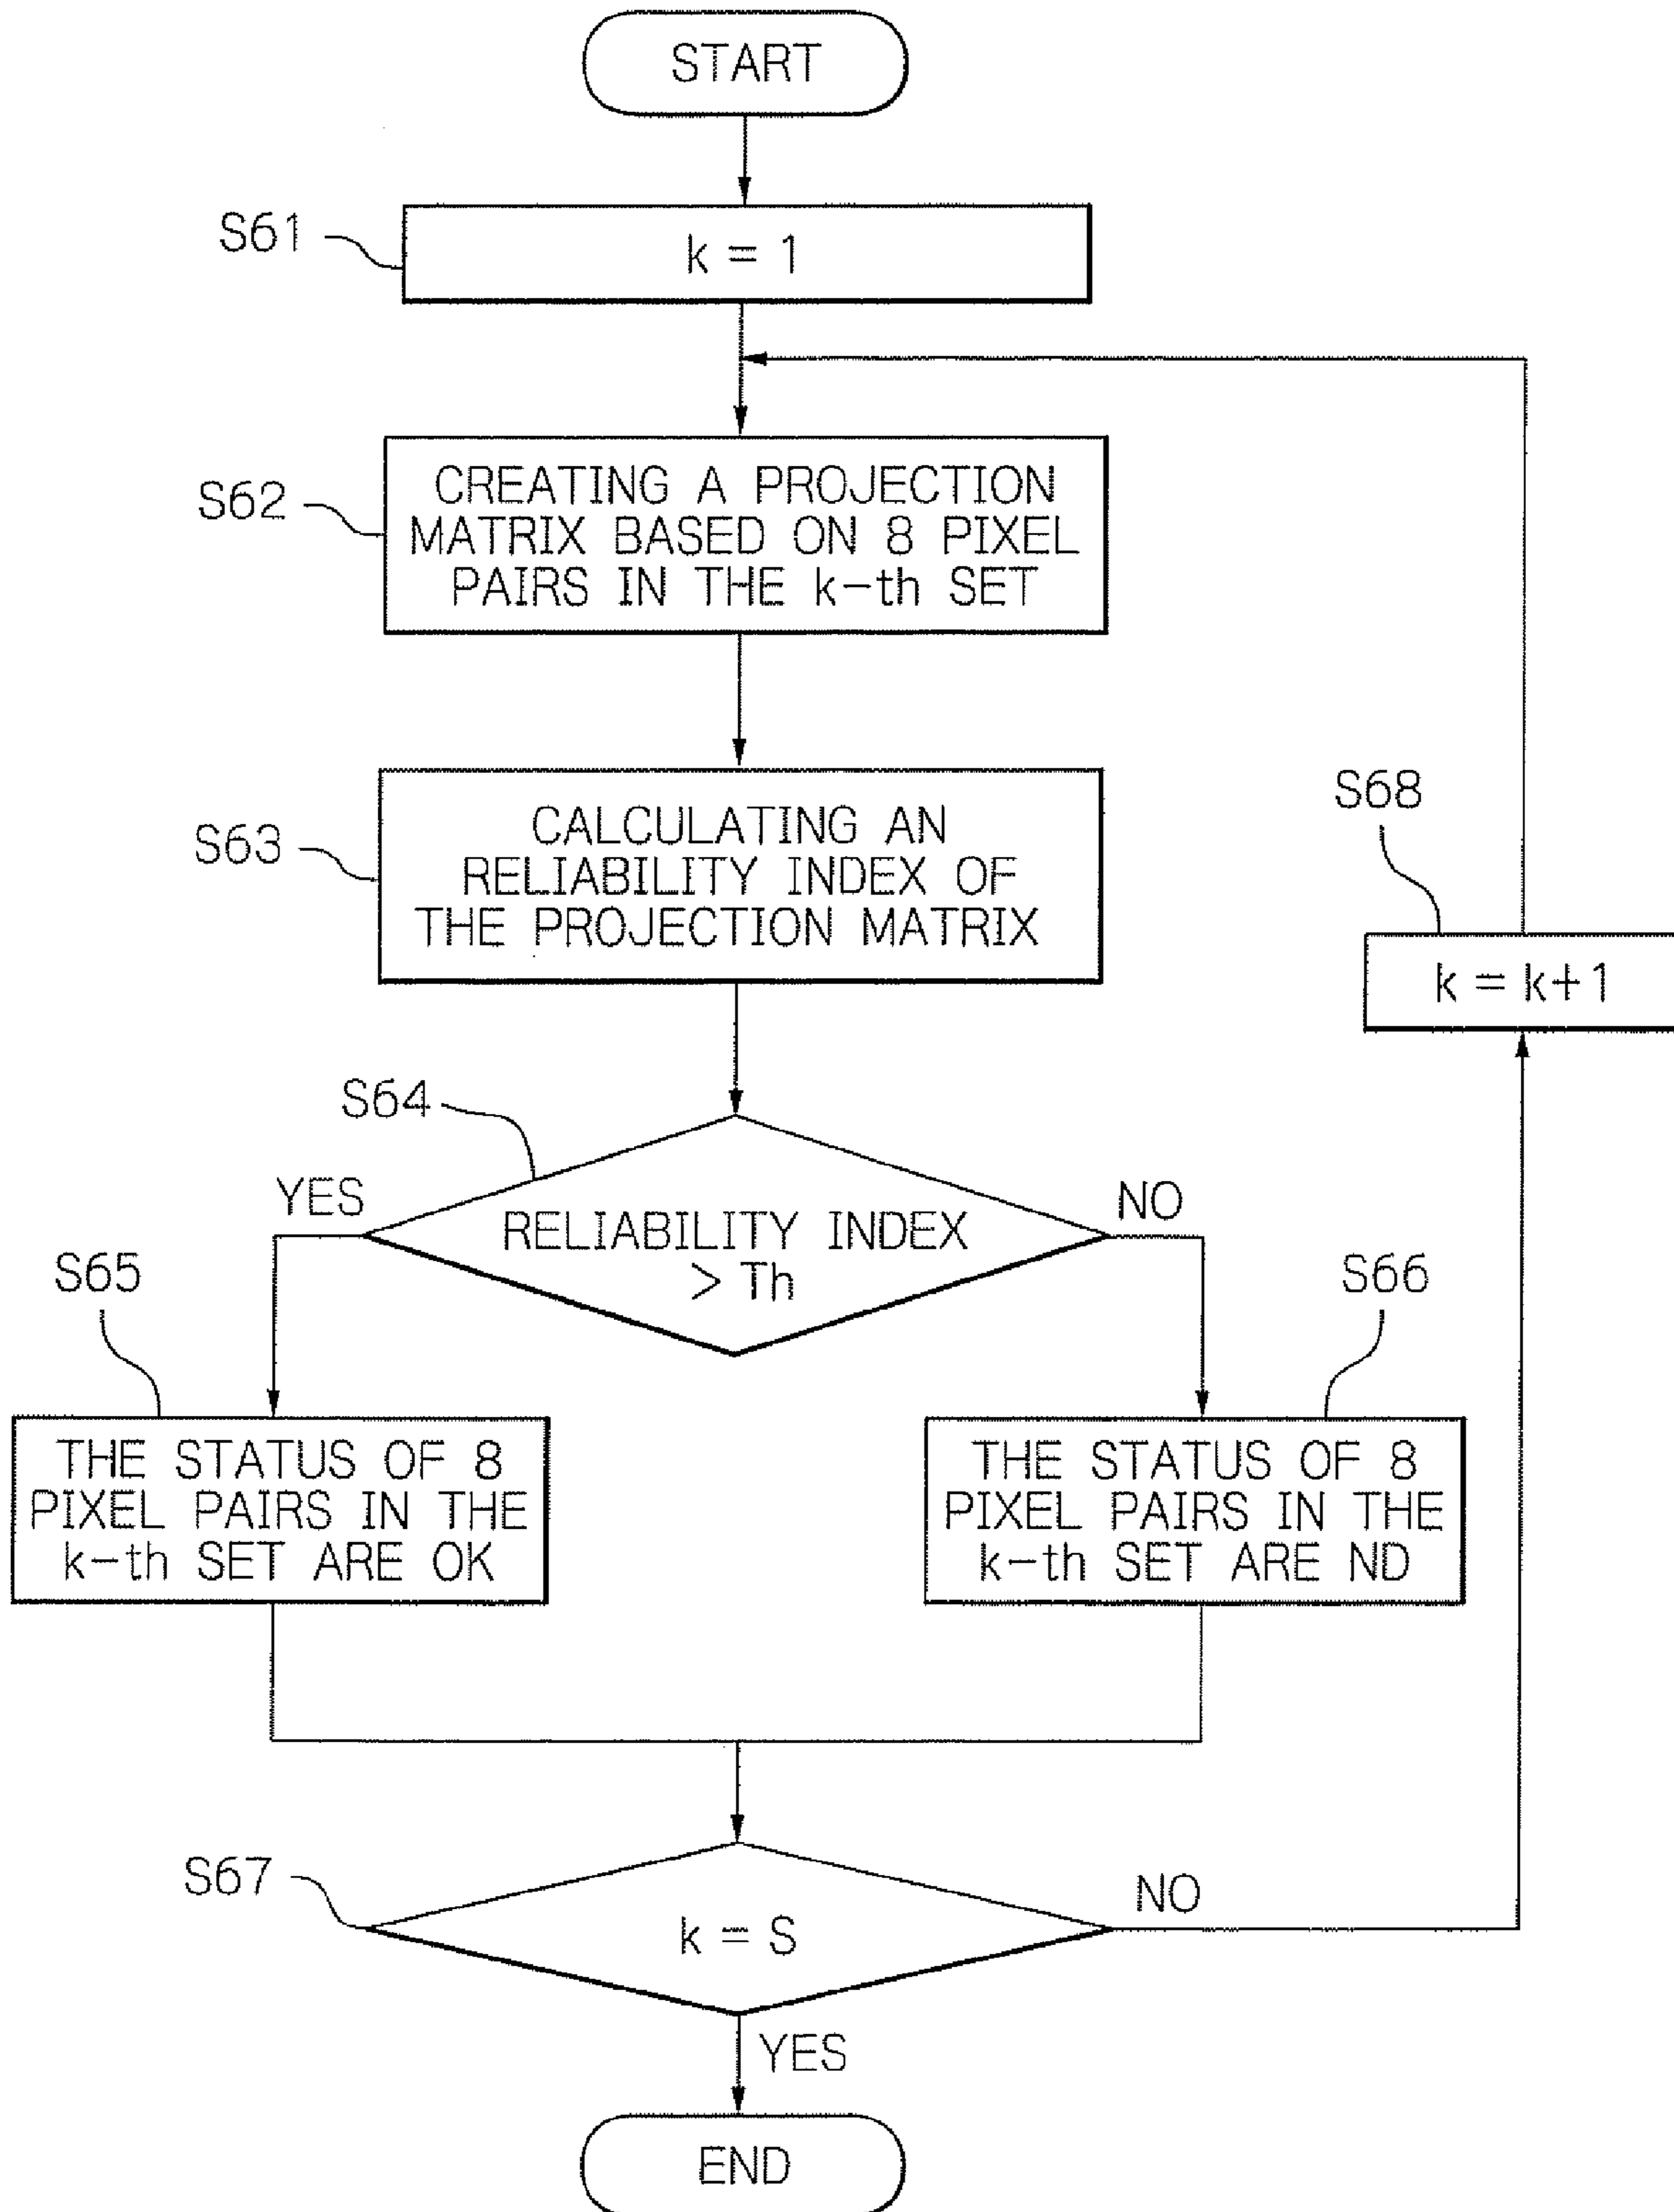 START
S61
k = 1
S62
CREATING A PROJECTION
MATRIX BASED ON 8 PIXEL
PAIRS IN THE k-th SET
S63
CALCULATING AN
RELIABILITY INDEX OF
THE PROJECTION MATRIX
S68
k = k+1
S64
YES
NO
RELIABILITY INDEX
> Th
S65
S66
THE STATUS OF 8
PIXEL PAIRS IN THE
k-th SET ARE OK
THE STATUS OF 8
PIXEL PAIRS IN THE
k-th SET ARE ND
S67
NO
k = S
YES
END